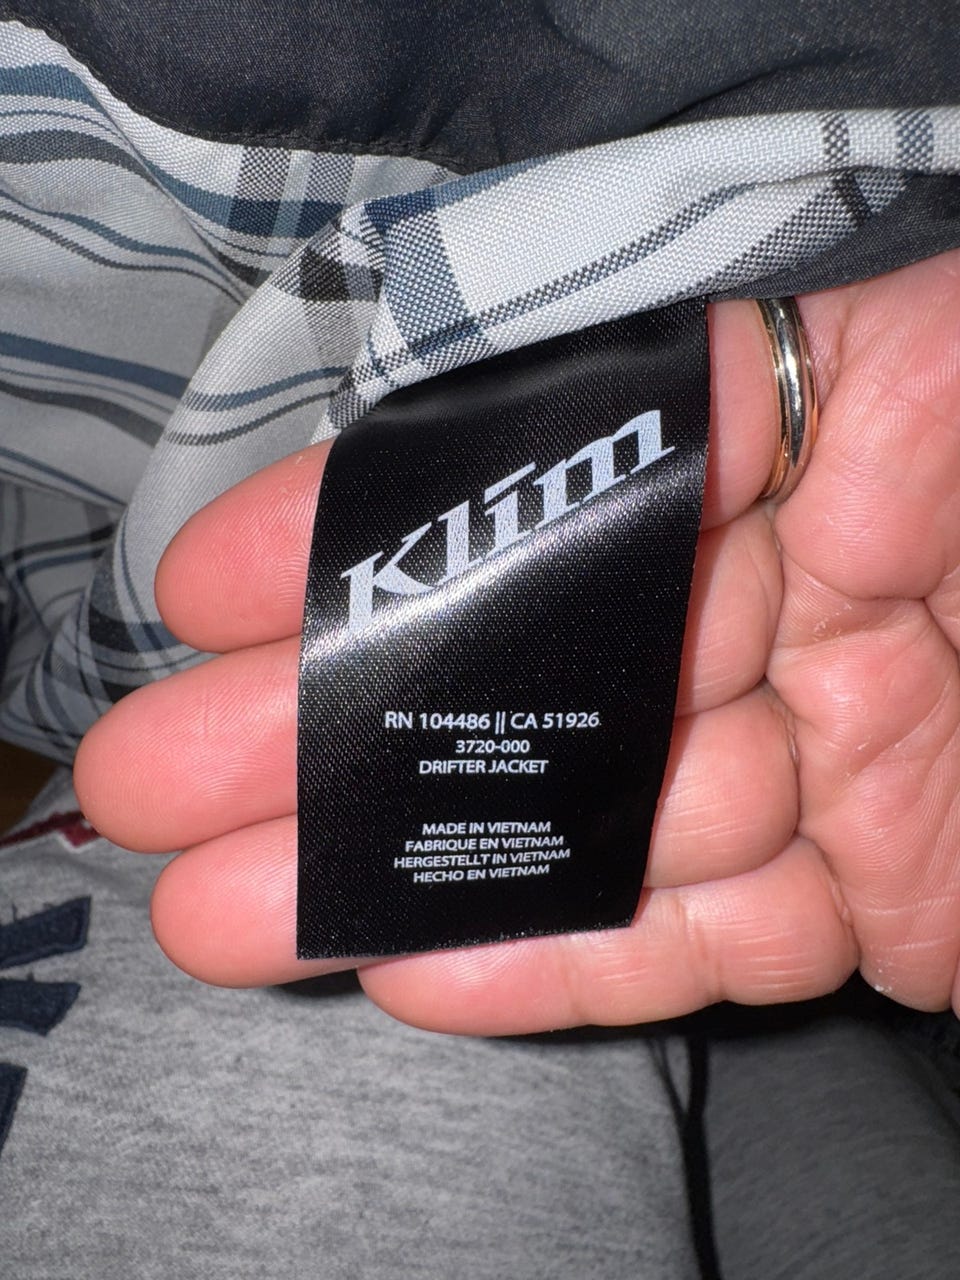 Klim
RN 104486 || CA 51926
3720-000
DRIFTER JACKET
MADE IN VIETNAM
FABRIQUE EN VIETNAM
HERGESTELLT IN VIETNAM
HECHO EN VIETNAM